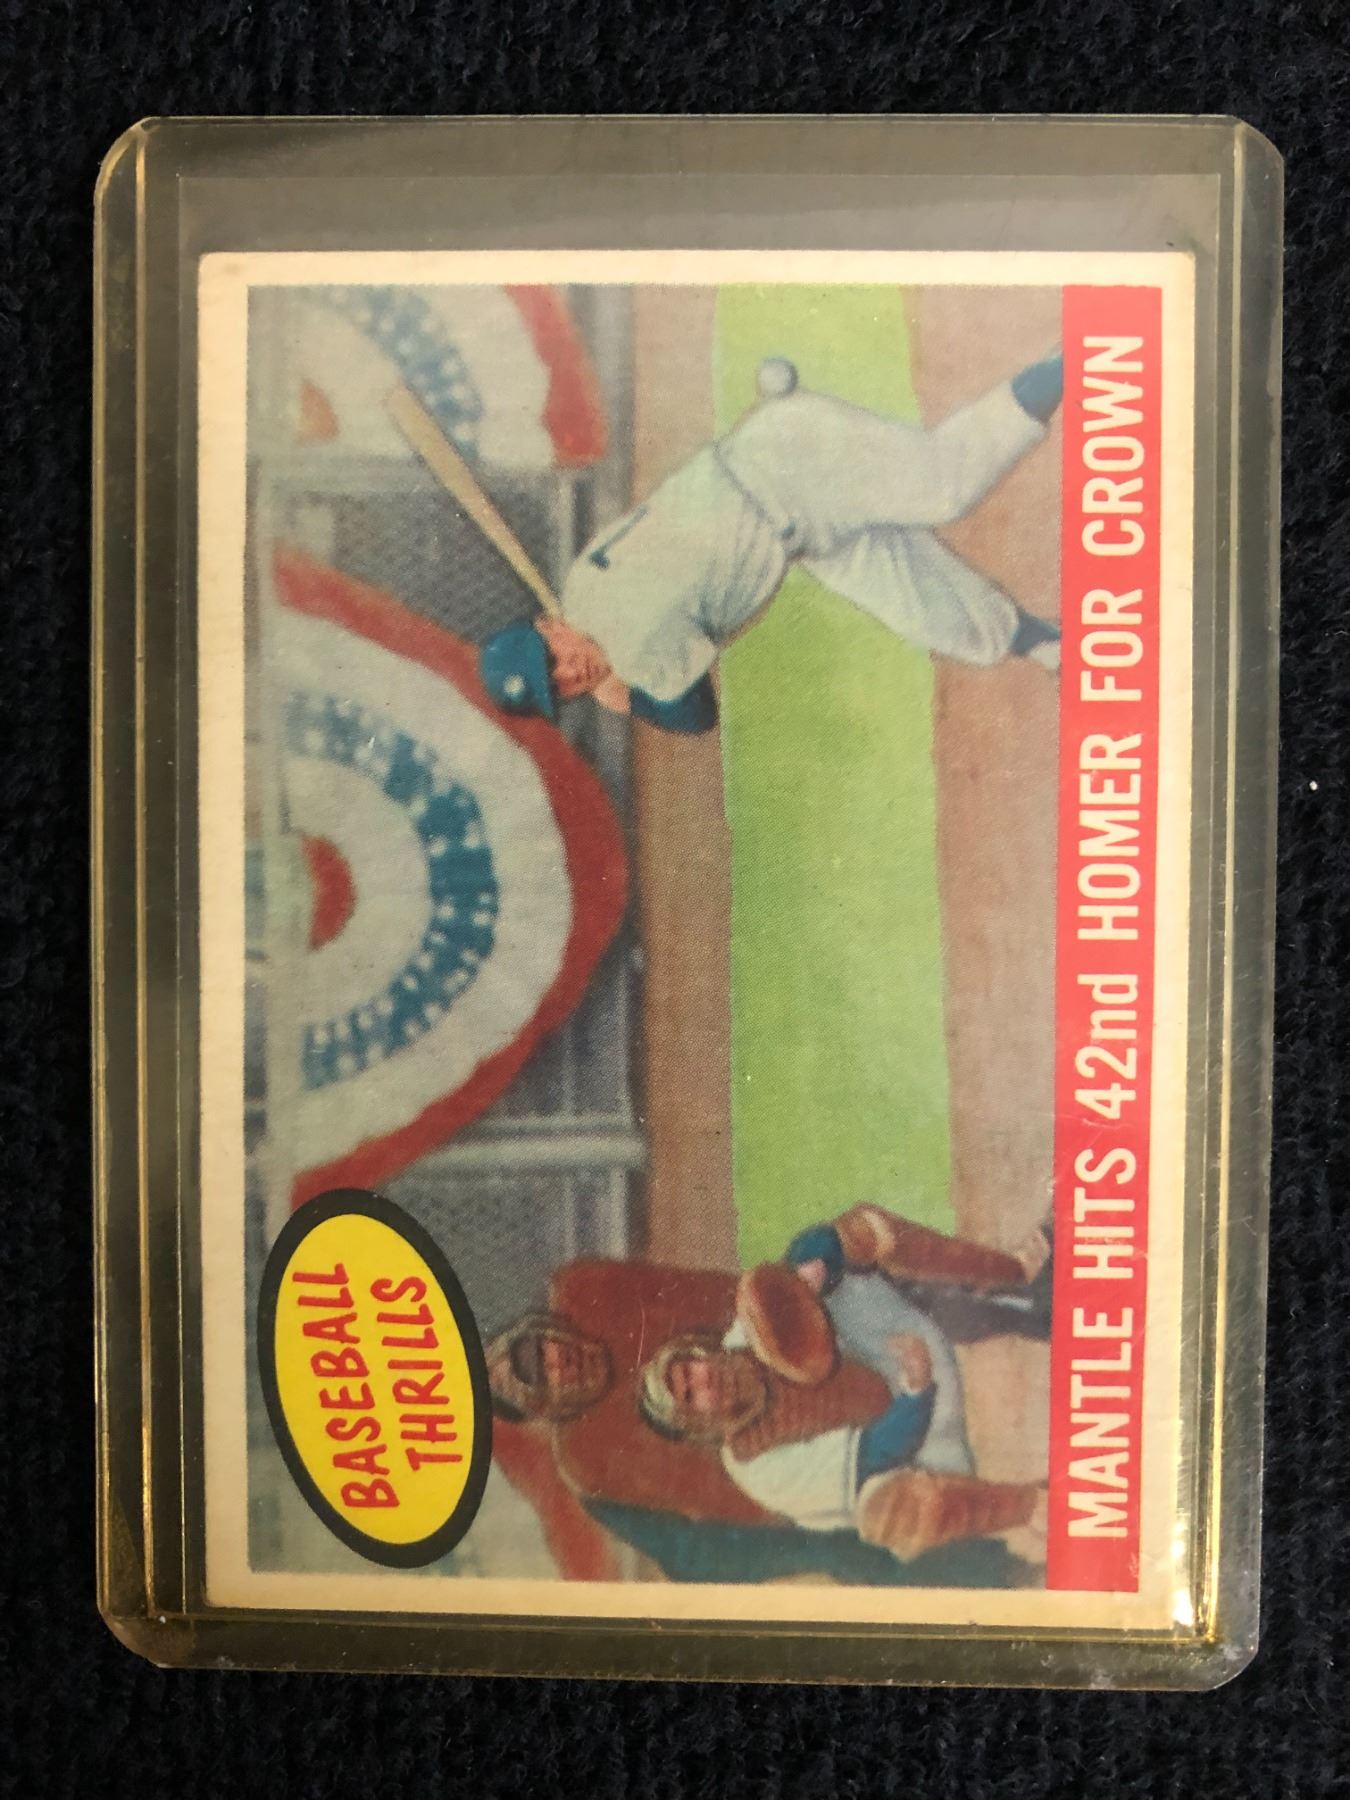 BASEBALL
THRILLS
MANTLE HITS 42nd HOMER FOR CROWN